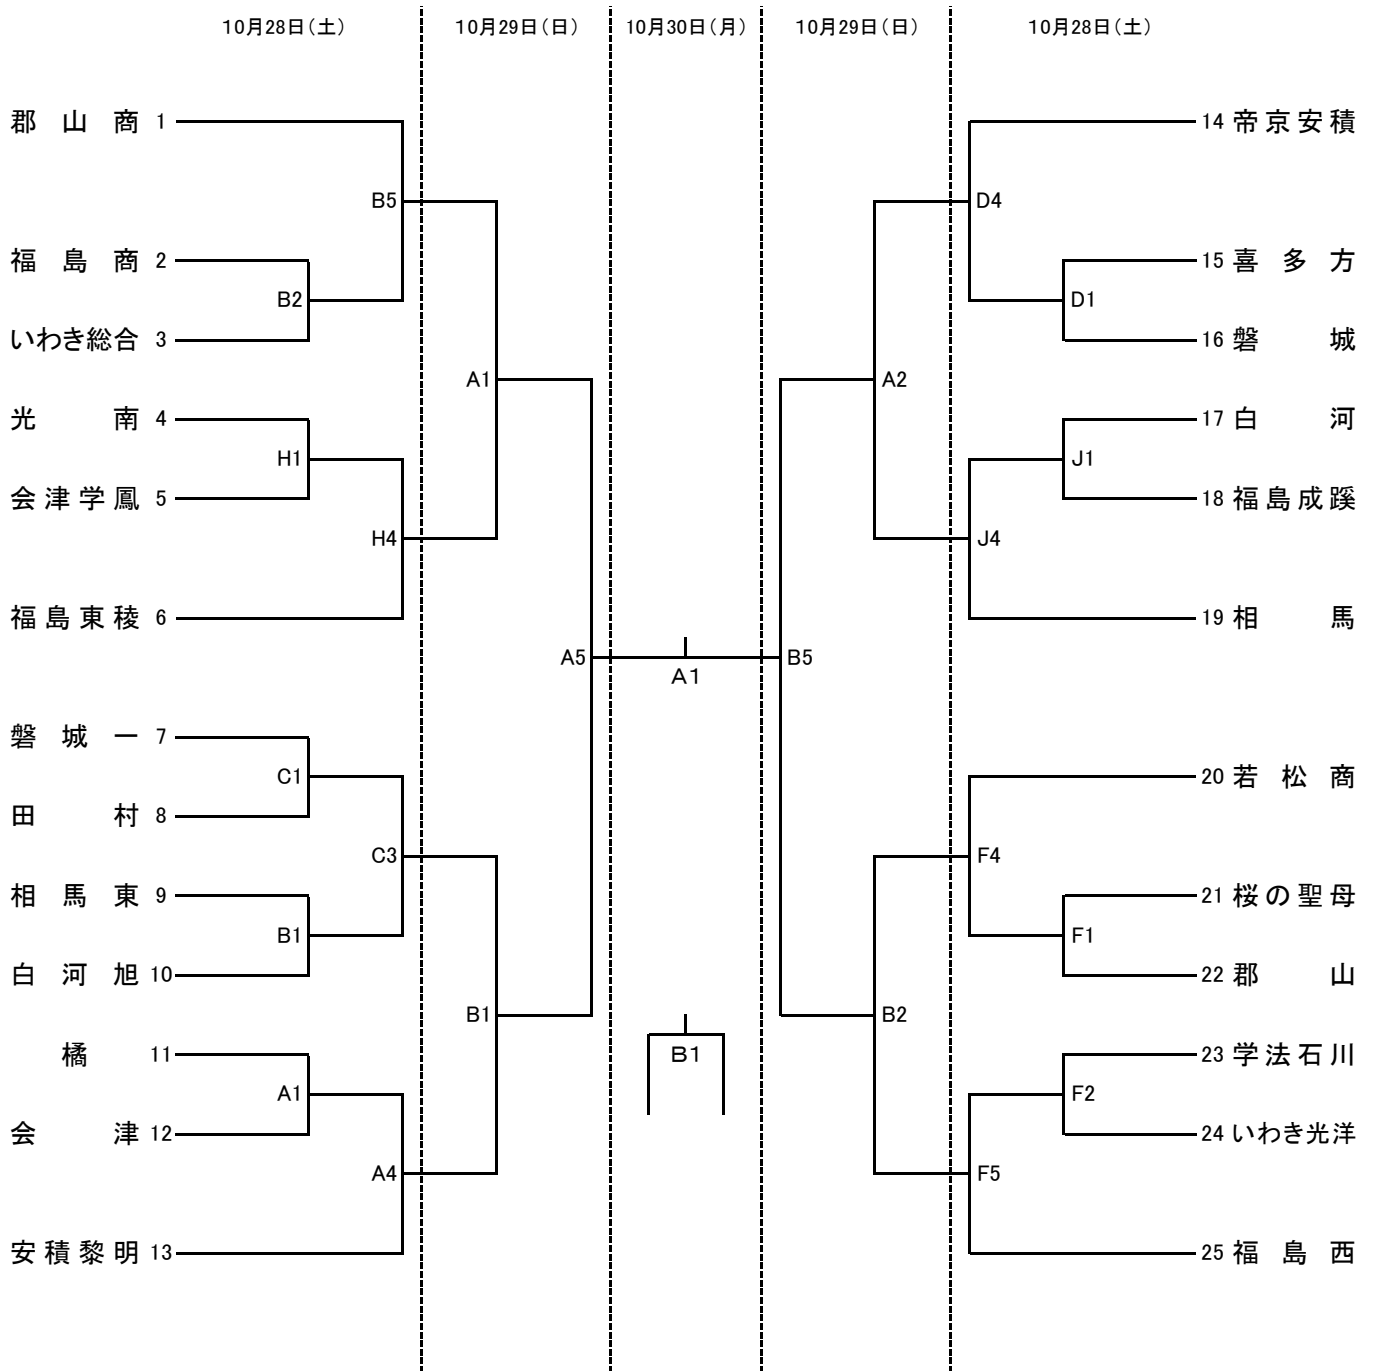 10月28日（土） 10月29日（日） 10月30日（月） 10月29日（日） 10月28日（土）
郡山商 1 14 帝京安積
B5 D4
福島商 2 15 喜多方
B2 D1
いわき総合 3 16 磐城
A1 A2
光南 4 17 白河
H1 J1
会津学鳳 5 18 福島成蹊
H4 J4
福島東稜 6 19 相馬
A5 A1 B5
磐城一 7
C1 20 若松商
田村 8
C3 F4
相馬東 9 21 桜の聖母
B1 F1
白河旭 10 22 郡山
B1 B2
橘 11 B1 23 学法石川
A1 F2
会津 12 24 いわき光洋
A4 F5
安積黎明 13 25 福島西